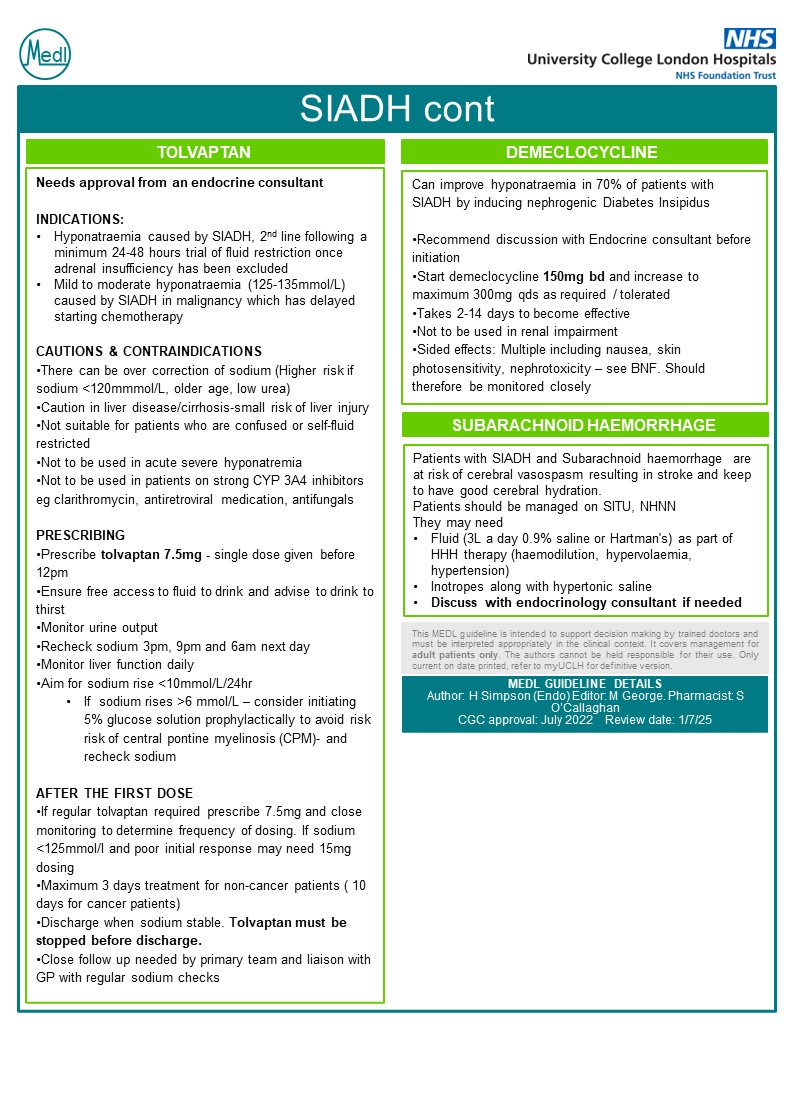 Medl
NHS
University College London Hospitals
NHS Foundation Trust
SIADH cont
TOLVAPTAN
Needs approval from an endocrine consultant
INDICATIONS:
• Hyponatraemia caused by SIADH, 2nd line following a
minimum 24-48 hours trial of fluid restriction once
adrenal insufficiency has been excluded
• Mild to moderate hyponatraemia (125-135mmol/L)
caused by SIADH in malignancy which has delayed
starting chemotherapy
CAUTIONS & CONTRAINDICATIONS
•There can be over correction of sodium (Higher risk if
sodium <120mmmol/L, older age, low urea)
•Caution in liver disease/cirrhosis-small risk of liver injury
•Not suitable for patients who are confused or self-fluid
restricted
•Not to be used in acute severe hyponatremia
•Not to be used in patients on strong CYP 3A4 inhibitors
eg clarithromycin, antiretroviral medication, antifungals
PRESCRIBING
•Prescribe tolvaptan 7.5mg - single dose given before
12pm
•Ensure free access to fluid to drink and advise to drink to
thirst
•Monitor urine output
•Recheck sodium 3pm, 9pm and 6am next day
•Monitor liver function daily
•Aim for sodium rise <10mmol/L/24hr
• If sodium rises >6 mmol/L – consider initiating
5% glucose solution prophylactically to avoid risk
risk of central pontine myelinosis (CPM)- and
recheck sodium
AFTER THE FIRST DOSE
•If regular tolvaptan required prescribe 7.5mg and close
monitoring to determine frequency of dosing. If sodium
<125mmol/l and poor initial response may need 15mg
dosing
•Maximum 3 days treatment for non-cancer patients ( 10
days for cancer patients)
•Discharge when sodium stable. Tolvaptan must be
stopped before discharge.
•Close follow up needed by primary team and liaison with
GP with regular sodium checks
DEMECLOCYCLINE
Can improve hyponatraemia in 70% of patients with
SIADH by inducing nephrogenic Diabetes Insipidus
•Recommend discussion with Endocrine consultant before
initiation
•Start demeclocycline 150mg bd and increase to
maximum 300mg qds as required / tolerated
•Takes 2-14 days to become effective
•Not to be used in renal impairment
•Sided effects: Multiple including nausea, skin
photosensitivity, nephrotoxicity – see BNF. Should
therefore be monitored closely
SUBARACHNOID HAEMORRHAGE
Patients with SIADH and Subarachnoid haemorrhage are
at risk of cerebral vasospasm resulting in stroke and keep
to have good cerebral hydration.
Patients should be managed on SITU, NHNN
They may need
• Fluid (3L a day 0.9% saline or Hartman's) as part of
HHH therapy (haemodilution, hypervolaemia,
hypertension)
• Inotropes along with hypertonic saline
• Discuss with endocrinology consultant if needed
This MEDL guideline is intended to support decision making by trained doctors and
must be interpreted appropriately in the clinical context. It covers management for
adult patients only. The authors cannot be held responsible for their use. Only
current on date printed, refer to myUCLH for definitive version.
MEDL GUIDELINE DETAILS
Author: H Simpson (Endo) Editor: M George. Pharmacist: S
O'Callaghan
CGC approval: July 2022 Review date: 1/7/25